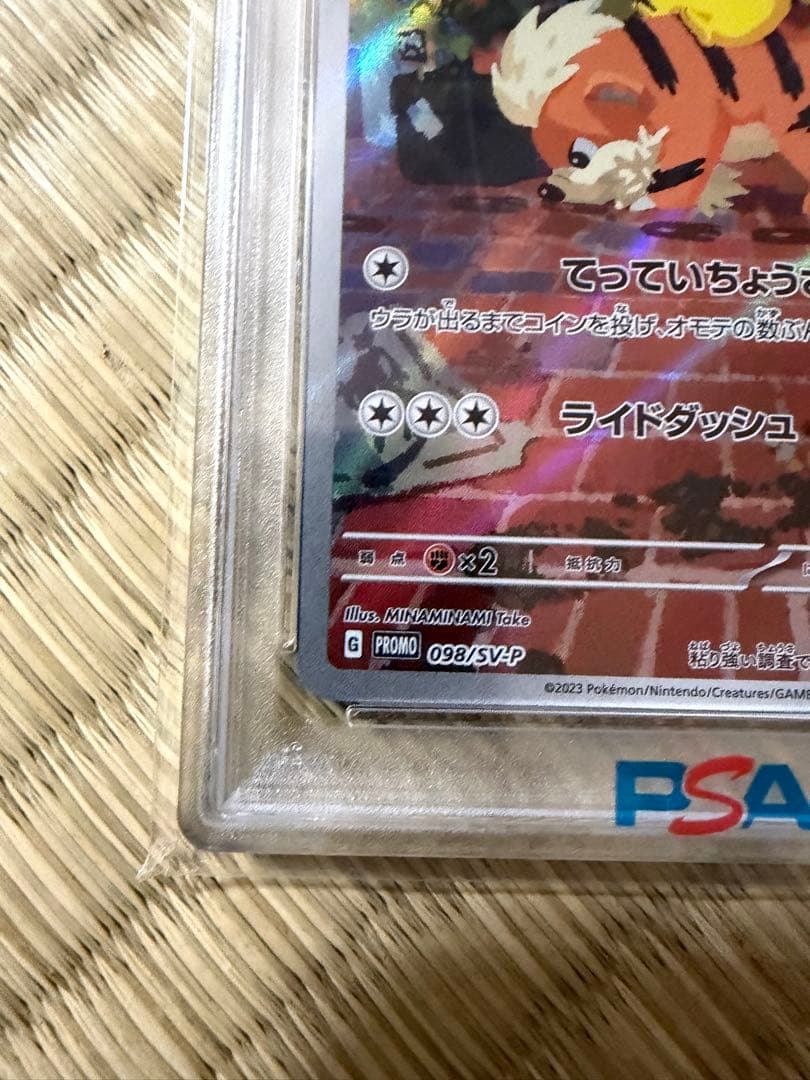 てっていちょうさ
ウラが出るまでコインを投げ、オモテの数ぶん
ライドダッシュ
弱点 ×2 抵抗力
Illus. MINAMINAMI Take
G PROMO 098/SV-P
粘り強い調査で
©2023 Pokémon/Nintendo/Creatures/GAME
PSA